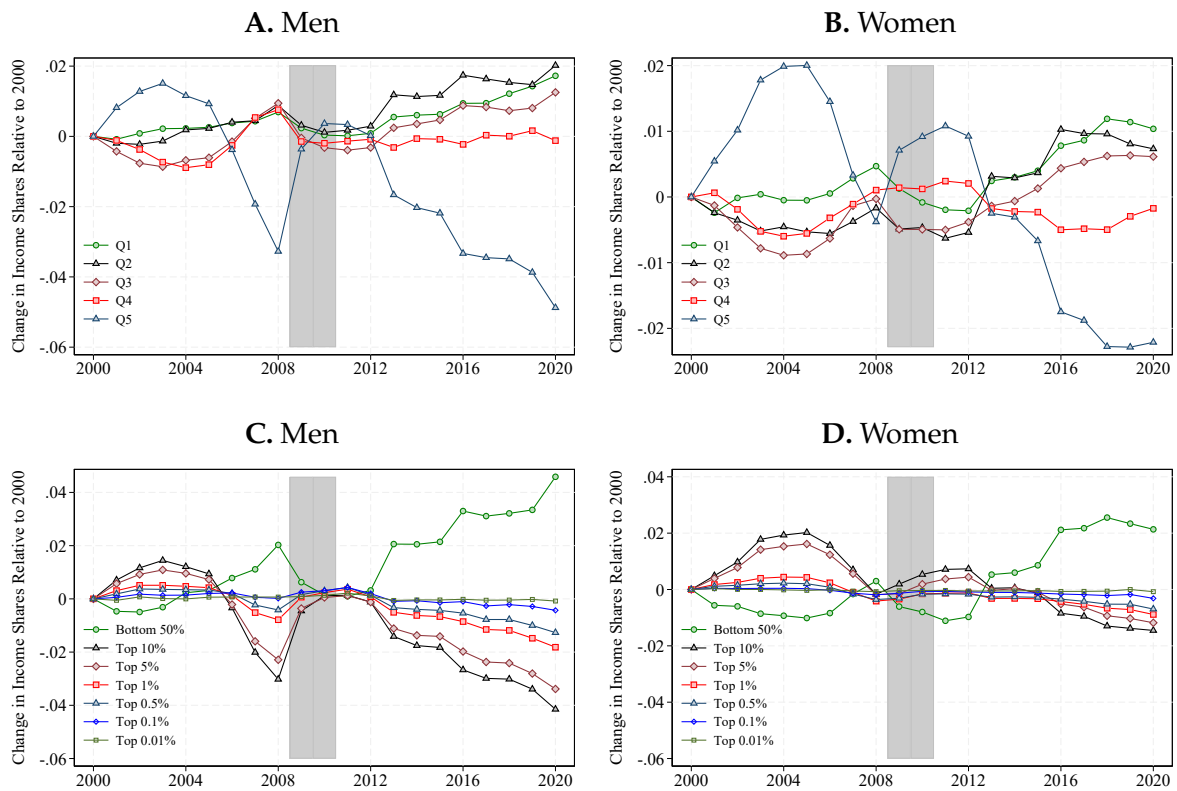 A. Men
Change in Income Shares Relative to 2000
.02
0
-.02
-.04
-.06
Q1
Q2
Q3
Q4
Q5
2000 2004 2008 2012 2016 2020
B. Women
Change in Income Shares Relative to 2000
.02
.01
0
-.01
-.02
Q1
Q2
Q3
Q4
Q5
2000 2004 2008 2012 2016 2020
C. Men
Change in Income Shares Relative to 2000
.04
.02
0
-.02
-.04
-.06
Bottom 50%
Top 10%
Top 5%
Top 1%
Top 0.5%
Top 0.1%
Top 0.01%
2000 2004 2008 2012 2016 2020
D. Women
Change in Income Shares Relative to 2000
.04
.02
0
-.02
-.04
-.06
Bottom 50%
Top 10%
Top 5%
Top 1%
Top 0.5%
Top 0.1%
Top 0.01%
2000 2004 2008 2012 2016 2020